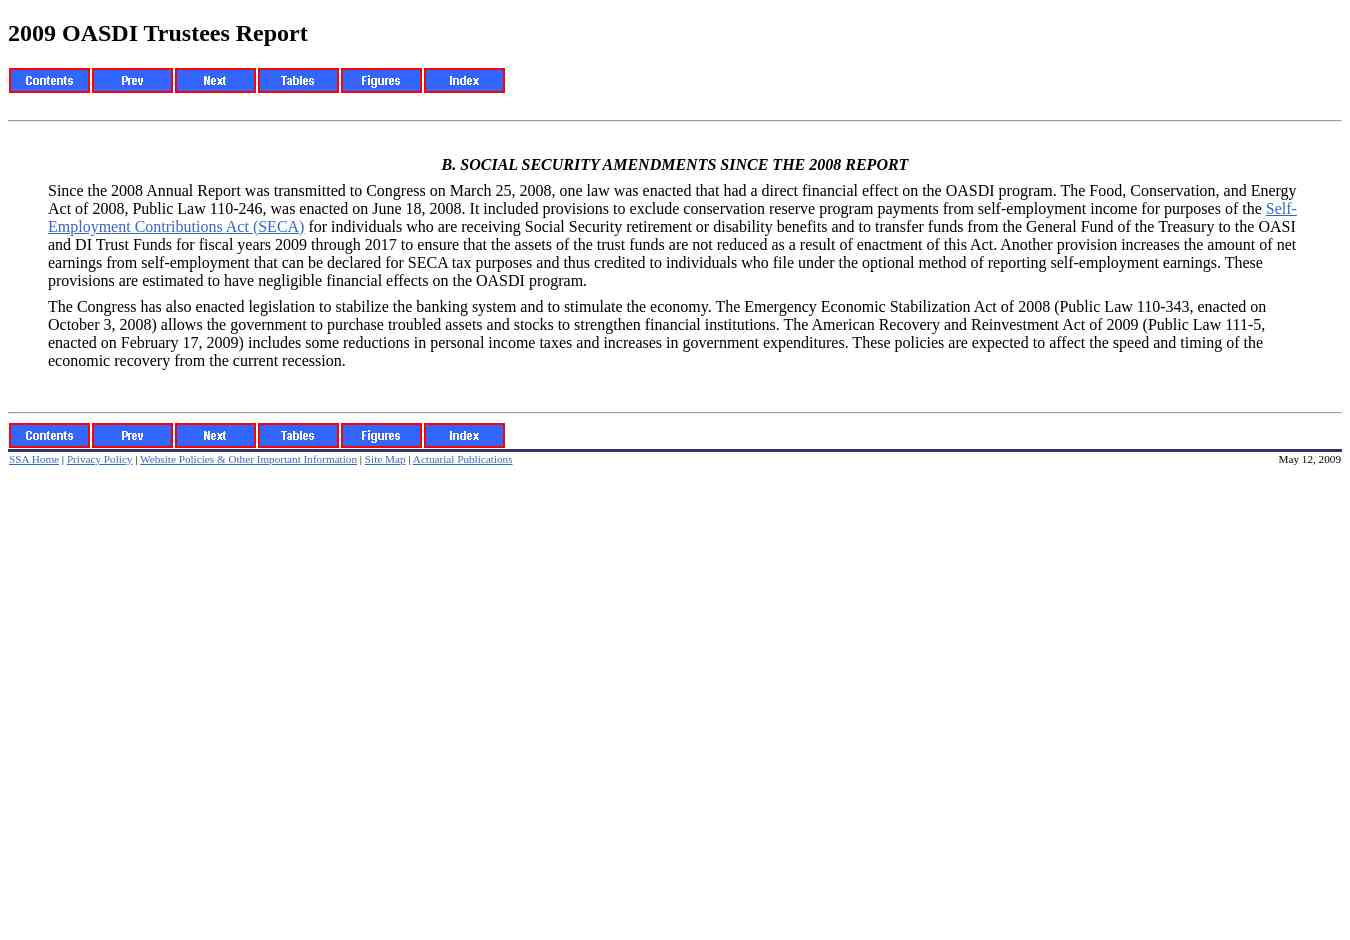 2009 OASDI Trustees Report
Contents Prev Next Tables Figures Index
B. SOCIAL SECURITY AMENDMENTS SINCE THE 2008 REPORT
Since the 2008 Annual Report was transmitted to Congress on March 25, 2008, one law was enacted that had a direct financial effect on the OASDI program. The Food, Conservation, and Energy
Act of 2008, Public Law 110-246, was enacted on June 18, 2008. It included provisions to exclude conservation reserve program payments from self-employment income for purposes of the Self-
Employment Contributions Act (SECA) for individuals who are receiving Social Security retirement or disability benefits and to transfer funds from the General Fund of the Treasury to the OASI
and DI Trust Funds for fiscal years 2009 through 2017 to ensure that the assets of the trust funds are not reduced as a result of enactment of this Act. Another provision increases the amount of net
earnings from self-employment that can be declared for SECA tax purposes and thus credited to individuals who file under the optional method of reporting self-employment earnings. These
provisions are estimated to have negligible financial effects on the OASDI program.
The Congress has also enacted legislation to stabilize the banking system and to stimulate the economy. The Emergency Economic Stabilization Act of 2008 (Public Law 110-343, enacted on
October 3, 2008) allows the government to purchase troubled assets and stocks to strengthen financial institutions. The American Recovery and Reinvestment Act of 2009 (Public Law 111-5,
enacted on February 17, 2009) includes some reductions in personal income taxes and increases in government expenditures. These policies are expected to affect the speed and timing of the
economic recovery from the current recession.
Contents Prev Next Tables Figures Index
SSA Home | Privacy Policy | Website Policies & Other Important Information | Site Map | Actuarial Publications May 12, 2009